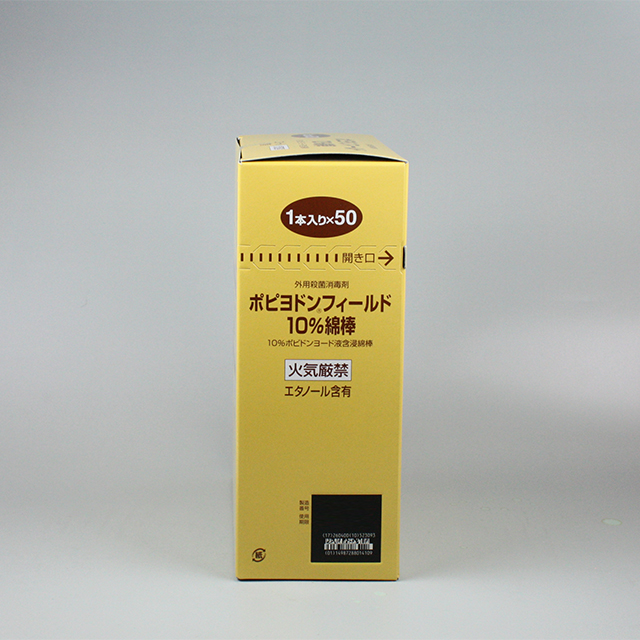 1本入り×50
開き口→
外用殺菌消毒剤
ポピヨドンフィールド®
10%綿棒
10%ポビドンヨード液含浸綿棒
火気厳禁
エタノール含有
製造
番号
使用
期限
紙